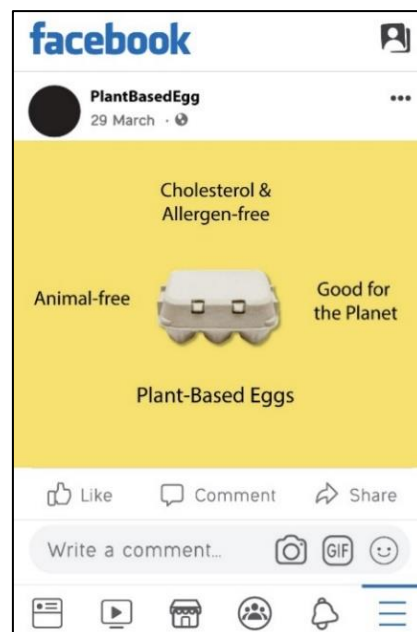 facebook
PlantBasedEgg
29 March ·
Cholesterol &
Allergen-free
Animal-free
Good for
the Planet
Plant-Based Eggs
Like
Comment
Share
Write a comment...
GIF